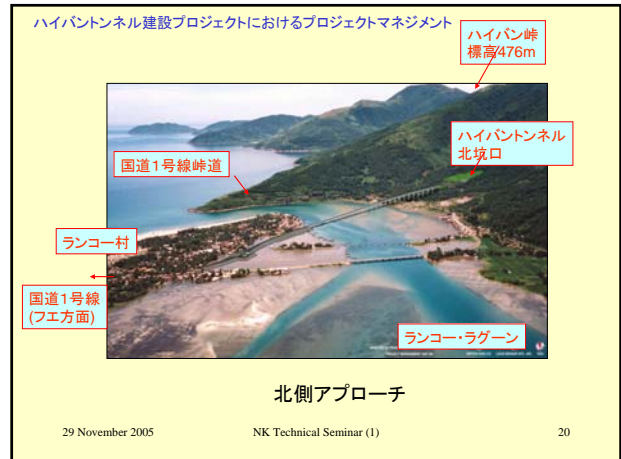 ハイバントンネル建設プロジェクトにおけるプロジェクトマネジメント
ハイバン峠
標高476m
ハイバントンネル
北坑口
国道１号線峠道
ランコー村
国道１号線
(フエ方面)
ランコー・ラグーン
北側アプローチ
29 November 2005
NK Technical Seminar (1)
20